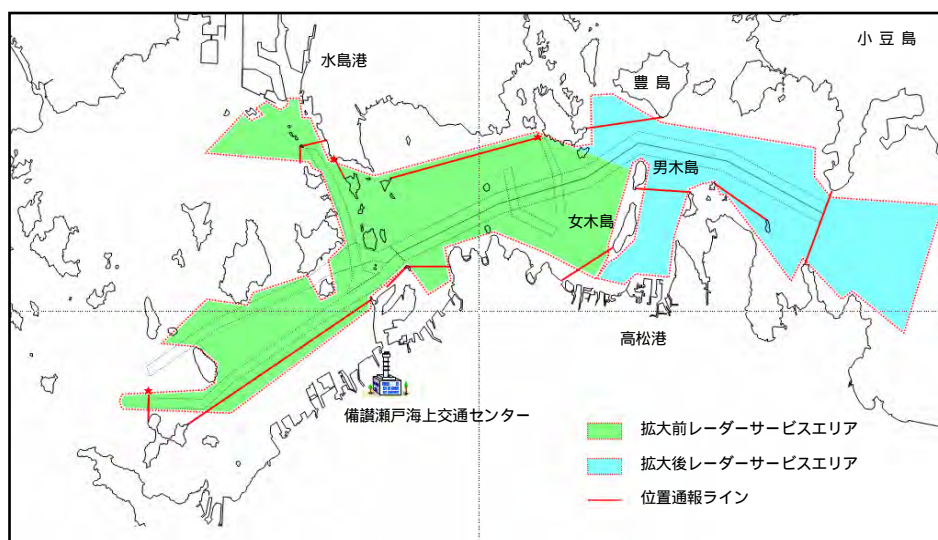 小豆島
水島港
豊島
男木島
女木島
高松港
備讃瀬戸海上交通センター
拡大前レーダーサービスエリア
拡大後レーダーサービスエリア
位置通報ライン